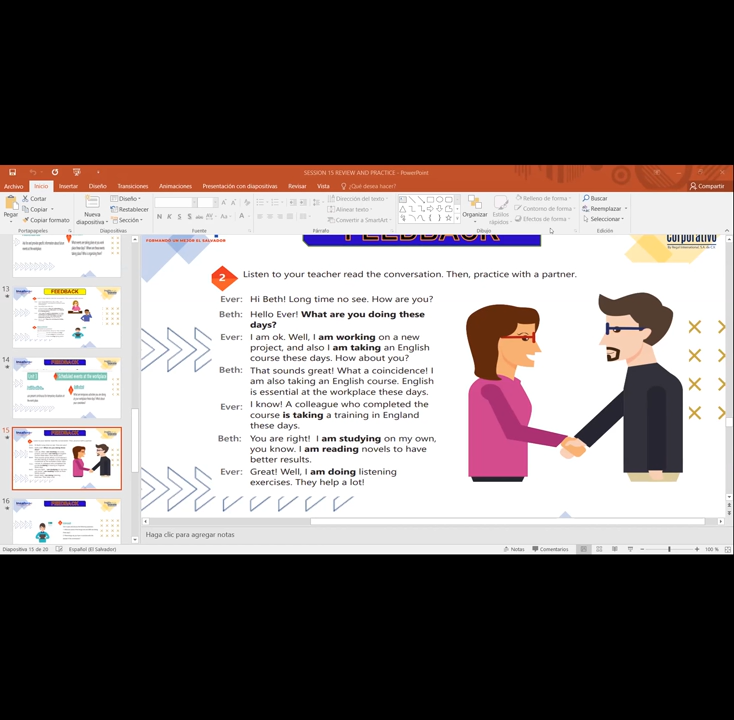 SESSION 15 REVIEW AND PRACTICE - PowerPoint
Archivo Inicio Insertar Diseño Transiciones Animaciones Presentación con diapositivas Revisar Vista ¿Qué desea hacer? Compartir
Pegar
Cortar
Copiar
Copiar formato
Portapapeles
Nueva diapositiva
Diseño
Restablecer
Sección
Diapositivas
Fuente
Dirección del texto
Alinear texto
Convertir a SmartArt
Párrafo
Organizar
Estilos rápidos
Relleno de forma
Contorno de forma
Efectos de forma
Dibujo
Buscar
Reemplazar
Seleccionar
Edición
13
FEEDBACK
14
FEEDBACK
15
FEEDBACK
16
FEEDBACK
FORMANDO UN MEJOR EL SALVADOR
FEEDBACK
corporativo
2 Listen to your teacher read the conversation. Then, practice with a partner.
Ever: Hi Beth! Long time no see. How are you?
Beth: Hello Ever! What are you doing these
days?
Ever: I am ok. Well, I am working on a new
project, and also I am taking an English
course these days. How about you?
Beth: That sounds great! What a coincidence! I
am also taking an English course. English
is essential at the workplace these days.
Ever: I know! A colleague who completed the
course is taking a training in England
these days.
Beth: You are right! I am studying on my own,
you know. I am reading novels to have
better results.
Ever: Great! Well, I am doing listening
exercises. They help a lot!
Haga clic para agregar notas
Diapositiva 15 de 20 Español (El Salvador) Notas Comentarios 100 %